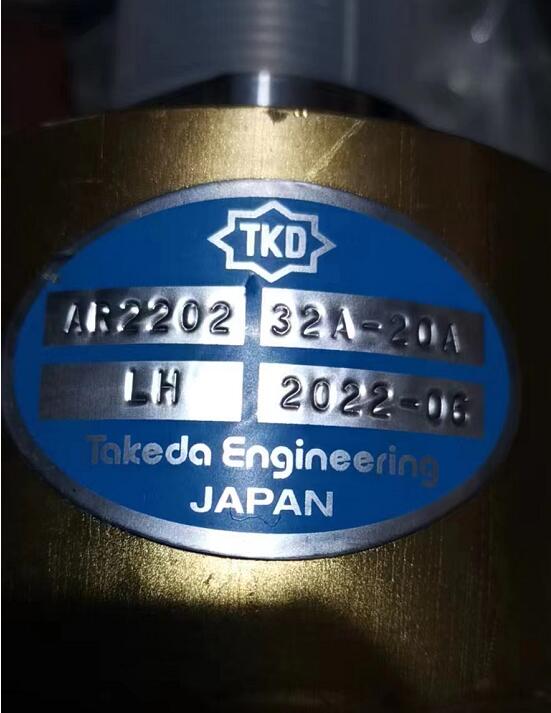 TKD
AR2202 32A-20A
LH 2022-06
Takeda Engineering
JAPAN